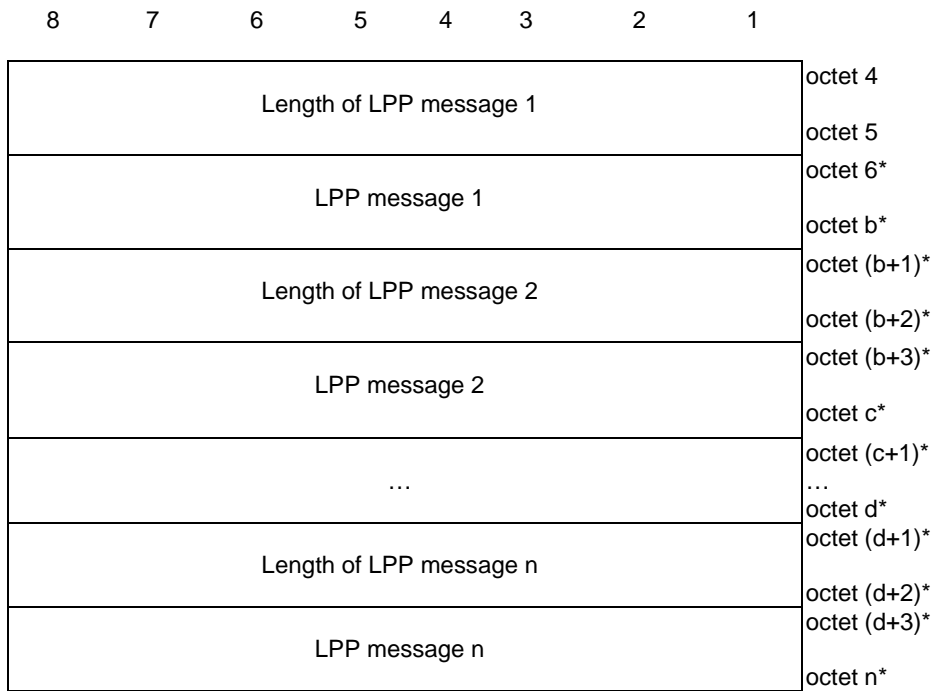 8 7 6 5 4 3 2 1
octet 4
Length of LPP message 1
octet 5
octet 6*
LPP message 1
octet b*
octet (b+1)*
Length of LPP message 2
octet (b+2)*
octet (b+3)*
LPP message 2
octet c*
octet (c+1)*
… …
octet d*
octet (d+1)*
Length of LPP message n
octet (d+2)*
octet (d+3)*
LPP message n
octet n*